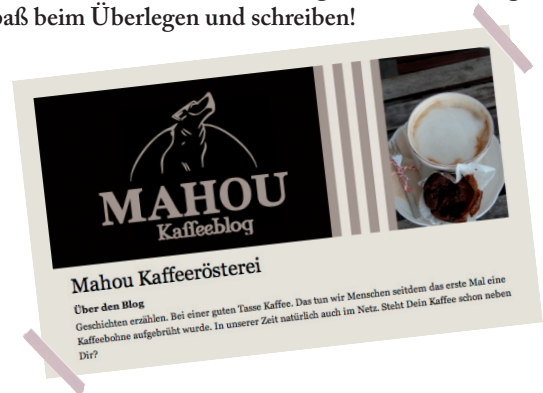 paß beim Überlegen und schreiben!
MAHOU
Kaffeeblog
Mahou Kaffeerösterei
Über den Blog
Geschichten erzählen. Bei einer guten Tasse Kaffee. Das tun wir Menschen seitdem das erste Mal eine
Kaffeebohne aufgebrüht wurde. In unserer Zeit natürlich auch im Netz. Steht Dein Kaffee schon neben
Dir?